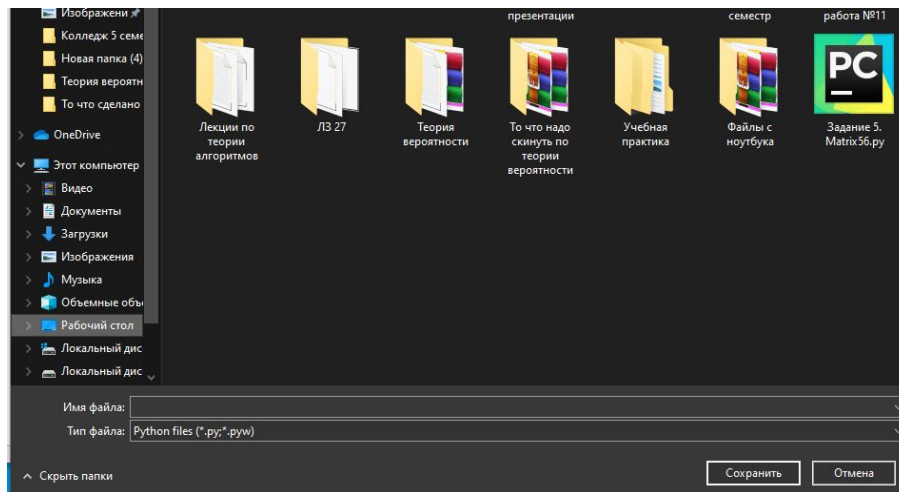 Изображени
презентации
семестр
работа №11
Колледж 5 семе
Новая папка (4)
Теория вероятн
То что сделано
OneDrive
Этот компьютер
Видео
Документы
Загрузки
Изображения
Музыка
Объемные объ
Рабочий стол
Локальный дис
Локальный дис
Лекции по
теории
алгоритмов
ЛЗ 27
Теория
вероятности
То что надо
скинуть по
теории
вероятности
Учебная
практика
Файлы с
ноутбука
PC
Задание 5.
Matrix56.py
Имя файла:
Тип файла: Python files (*.py;*.pyw)
Скрыть папки
Сохранить
Отмена